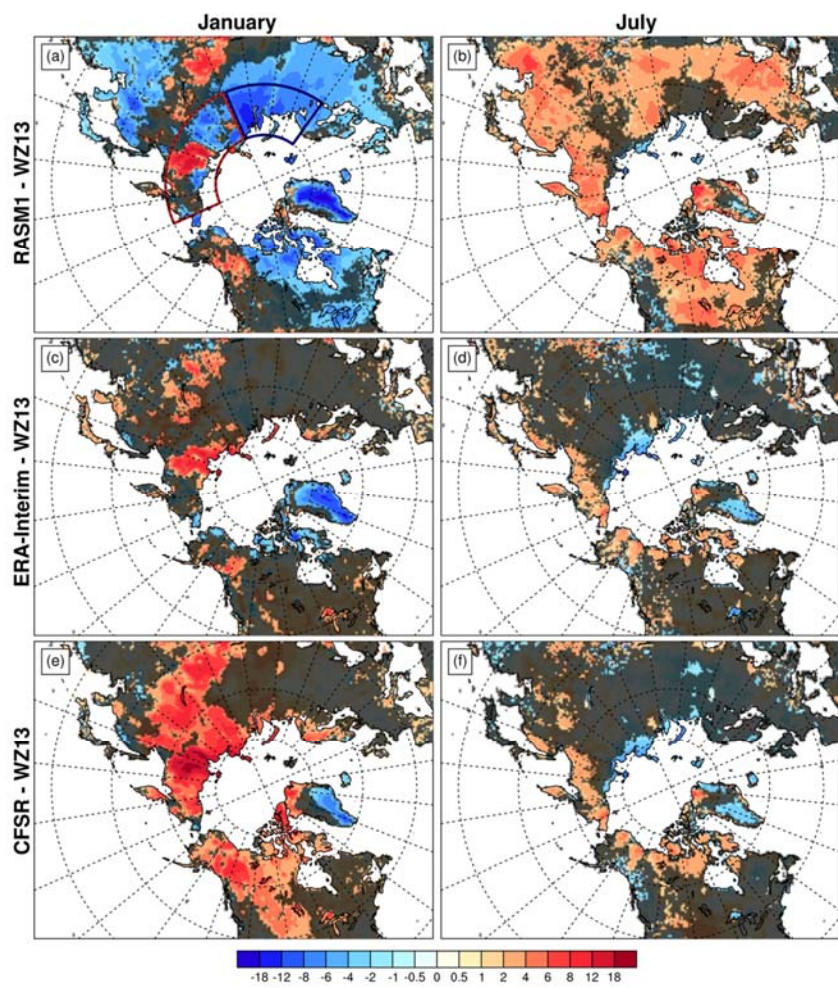 January
July
RASM1 - WZ13
(a)
(b)
ERA-Interim - WZ13
(c)
(d)
CFSR - WZ13
(e)
(f)
-18 -12 -8 -6 -4 -2 -1 -0.5 0 0.5 1 2 4 6 8 12 18